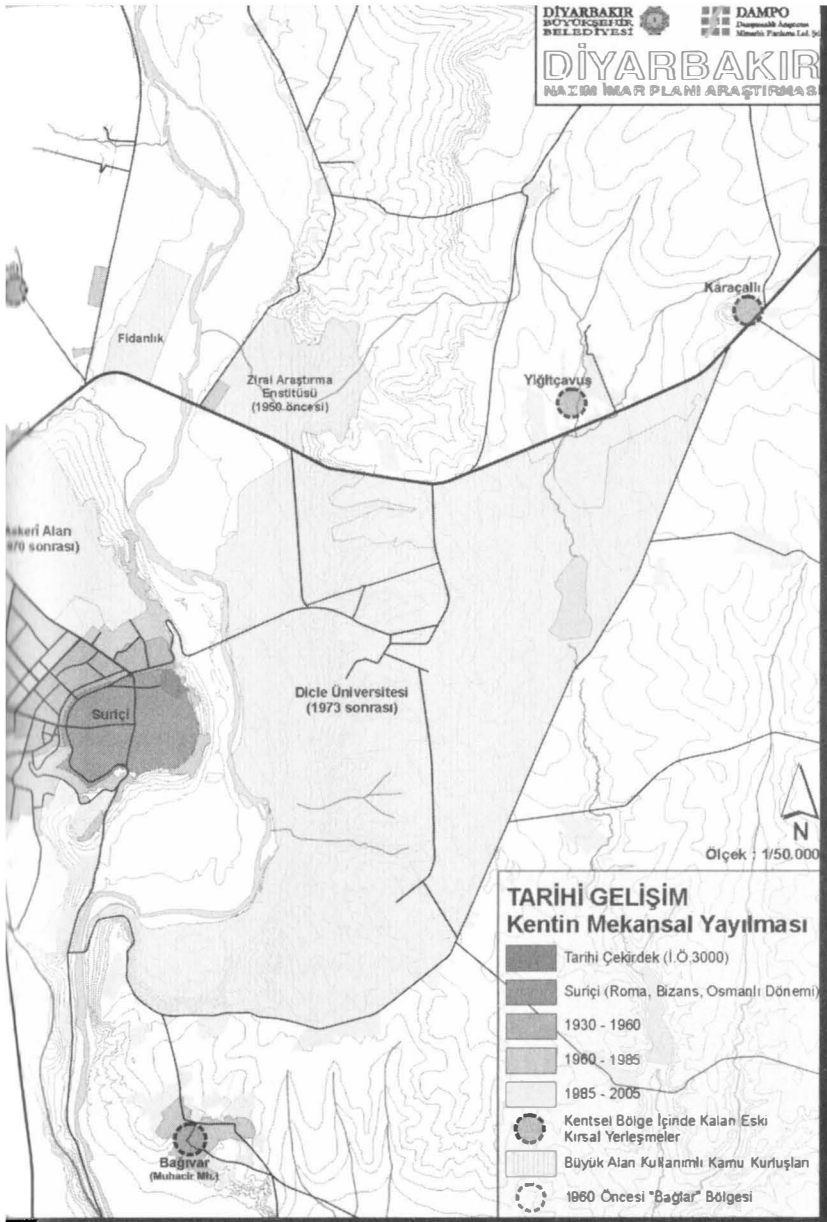 DİYARBAKIR
BÜYÜKŞEHİR
BELEDİYESİ
DAMPO
DİYARBAKIR
NAZIM İMAR PLANI ARAŞTIRMASI
Karaçallı
Fidanlık
Zirai Araştırma
Enstitüsü
(1950 öncesi)
Yiğitçavuş
Askeri Alan
970 sonrası)
Dicle Üniversitesi
(1973 sonrası)
Suriçi
N
Ölçek : 1/50.000
TARİHİ GELİŞİM
Kentin Mekansal Yayılması
Tarihi Çekirdek (İ.Ö.3000)
Suriçi (Roma, Bizans, Osmanlı Dönemi)
1930 - 1960
1960 - 1985
1985 - 2005
Kentsel Bölge İçinde Kalan Eski
Kırsal Yerleşmeler
Büyük Alan Kullanımlı Kamu Kurluşları
1960 Öncesi "Bağlar" Bölgesi
Bağıvar
(Muhacir Mh.)